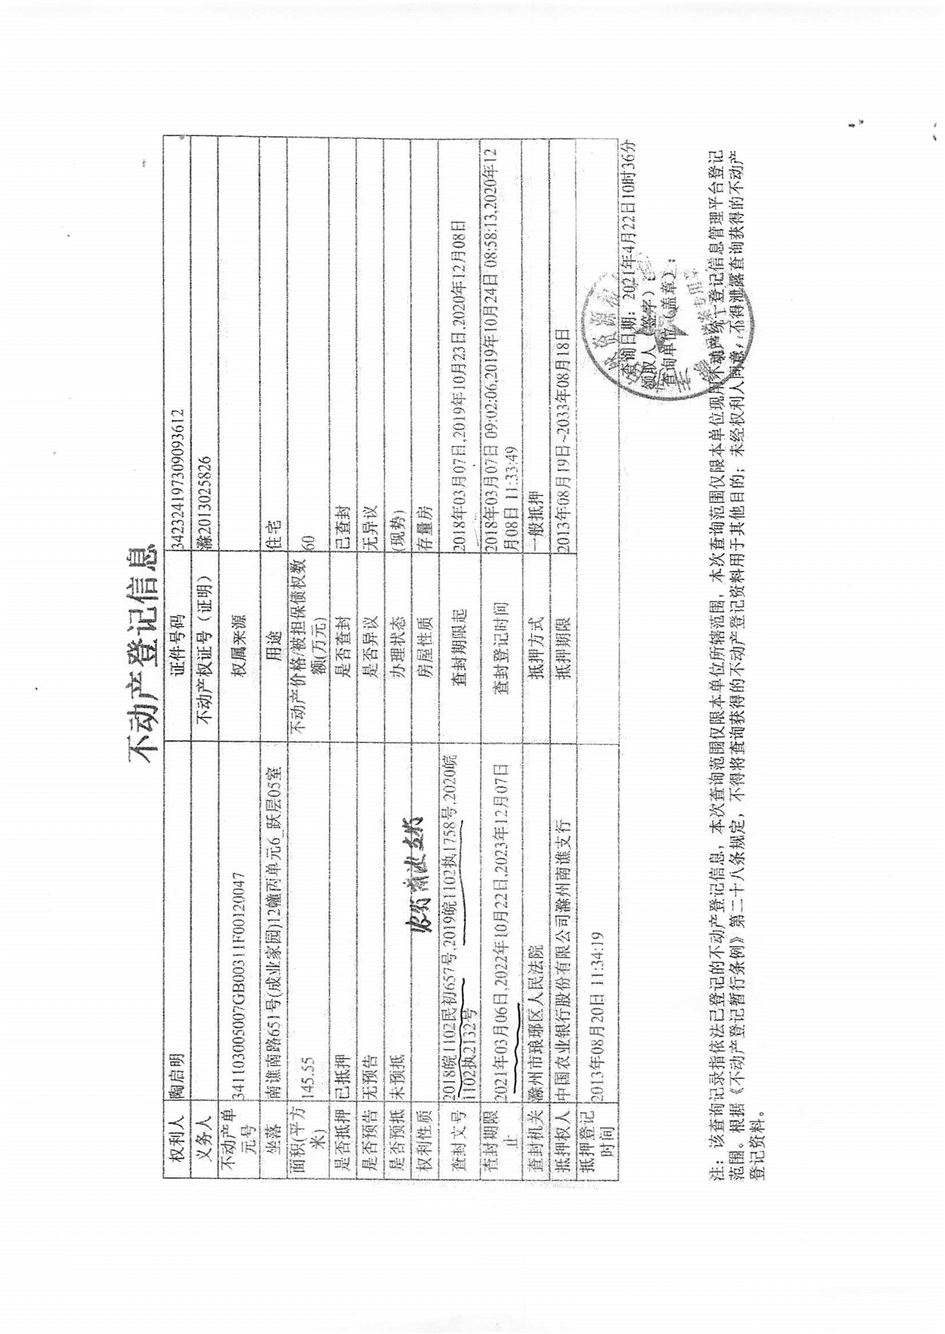 不动产登记信息
权利人 陶启明 证件号码 342324197309093612
义务人 不动产权证号（证明） 滁2013025826
不动产单
元号 341103005007GB00311F00120047 权属来源
坐落 南谯南路651号(成业家园)12幢丙单元6_跃层05室 用途 住宅
面积(平方
米) 145.55 不动产价格/被担保债权数
额(万元) 60
是否抵押 已抵押 是否查封 已查封
是否预告 无预告 是否异议 无异议
是否预抵 未预抵 办理状态 (现势)
权利性质 房屋性质 存量房
农行南谯支行
查封文号 2018皖1102民初657号,2019皖1102执1758号,2020皖
1102执2132号 查封期限起 2018年03月07日,2019年10月23日,2020年12月08日
查封期限
止 2021年03月06日,2022年10月22日,2023年12月07日 查封登记时间 2018年03月07日 09:02:06,2019年10月24日 08:58:13,2020年12
月08日 11:33:49
查封机关 滁州市琅琊区人民法院 抵押方式 一般抵押
抵押权人 中国农业银行股份有限公司滁州南谯支行 抵押期限 2013年08月19日~2033年08月18日
抵押登记
时间 2013年08月20日 11:34:19
查询日期：2021年4月22日10时36分
领取人（签字）：
查询单位（盖章）：
注：该查询记录指依法已登记的不动产登记信息，本次查询范围仅限本单位所辖范围，本次查询范围仅限本单位现用不动产统一登记信息管理平台登记
范围。根据《不动产登记暂行条例》第二十八条规定，不得将查询获得的不动产登记资料用于其他目的；未经权利人同意，不得泄露查询获得的不动产
登记资料。